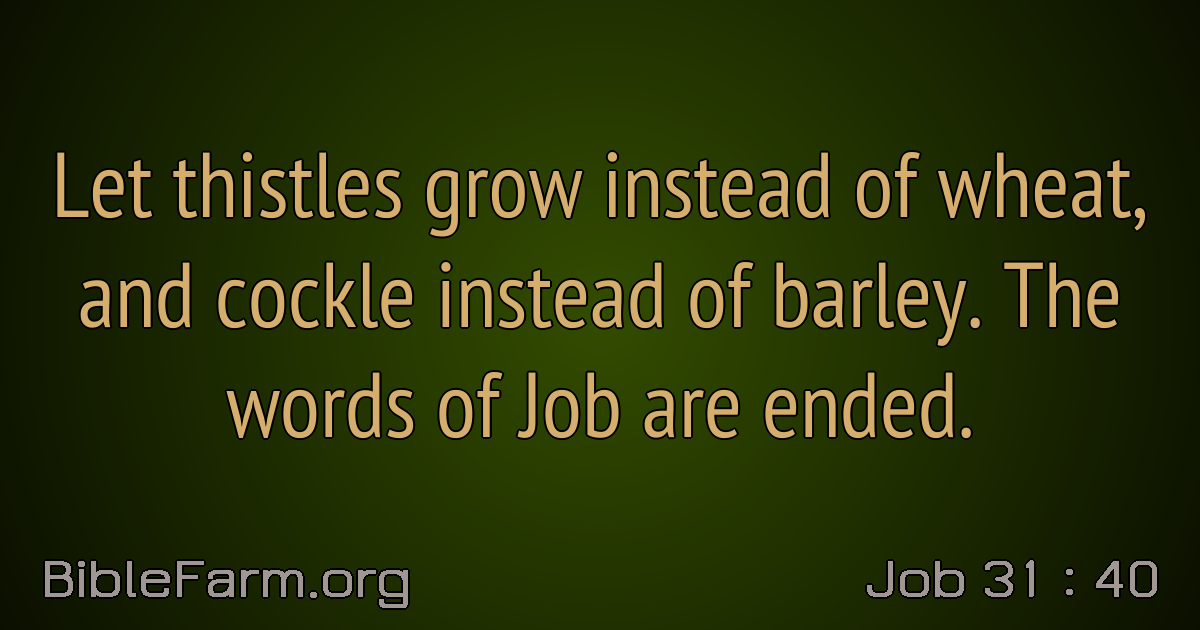 Let thistles grow instead of wheat,
and cockle instead of barley. The
words of Job are ended.
BibleFarm.org
Job 31 : 40